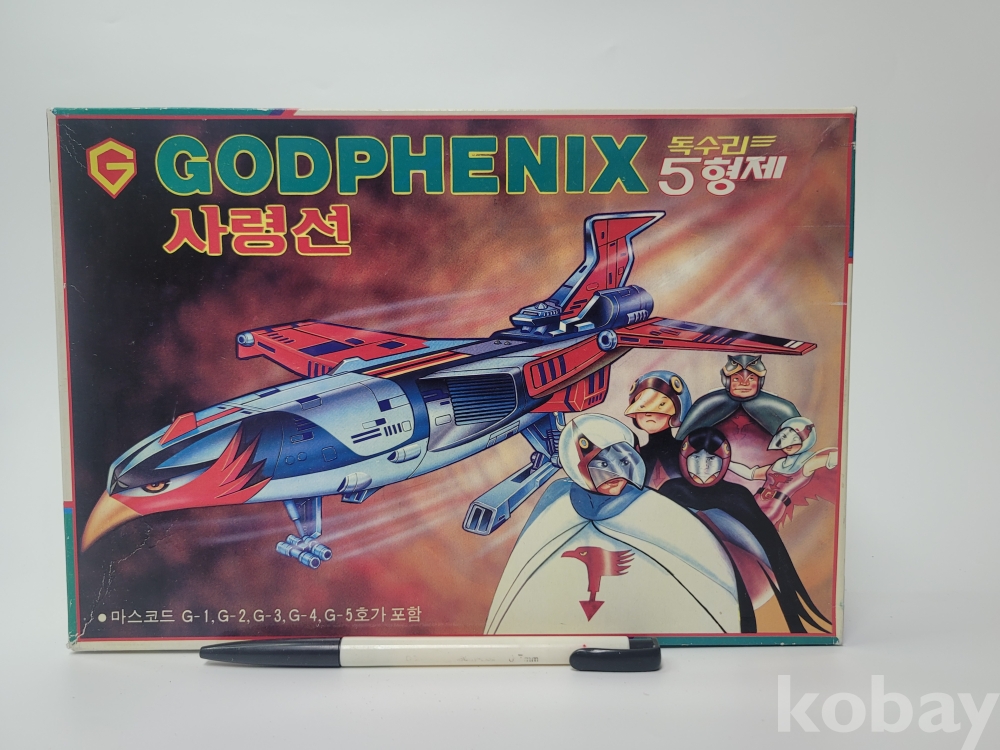 G GODPHENIX 독수리
5형제
사령선
● 마스코드 G-1, G-2, G-3, G-4, G-5호가 포함
kobay